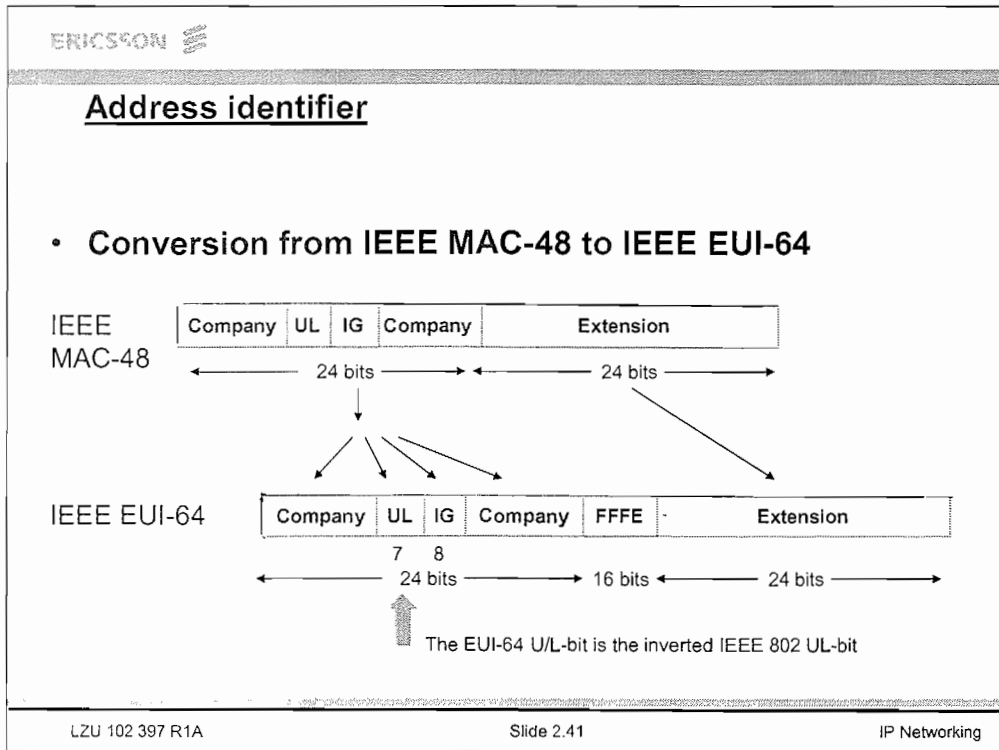 ERICSSON
Address identifier
• Conversion from IEEE MAC-48 to IEEE EUI-64
IEEE MAC-48
Company UL IG Company Extension
24 bits 24 bits
IEEE EUI-64
Company UL IG Company FFFE Extension
7 8
24 bits 16 bits 24 bits
The EUI-64 U/L-bit is the inverted IEEE 802 UL-bit
LZU 102 397 R1A Slide 2.41 IP Networking